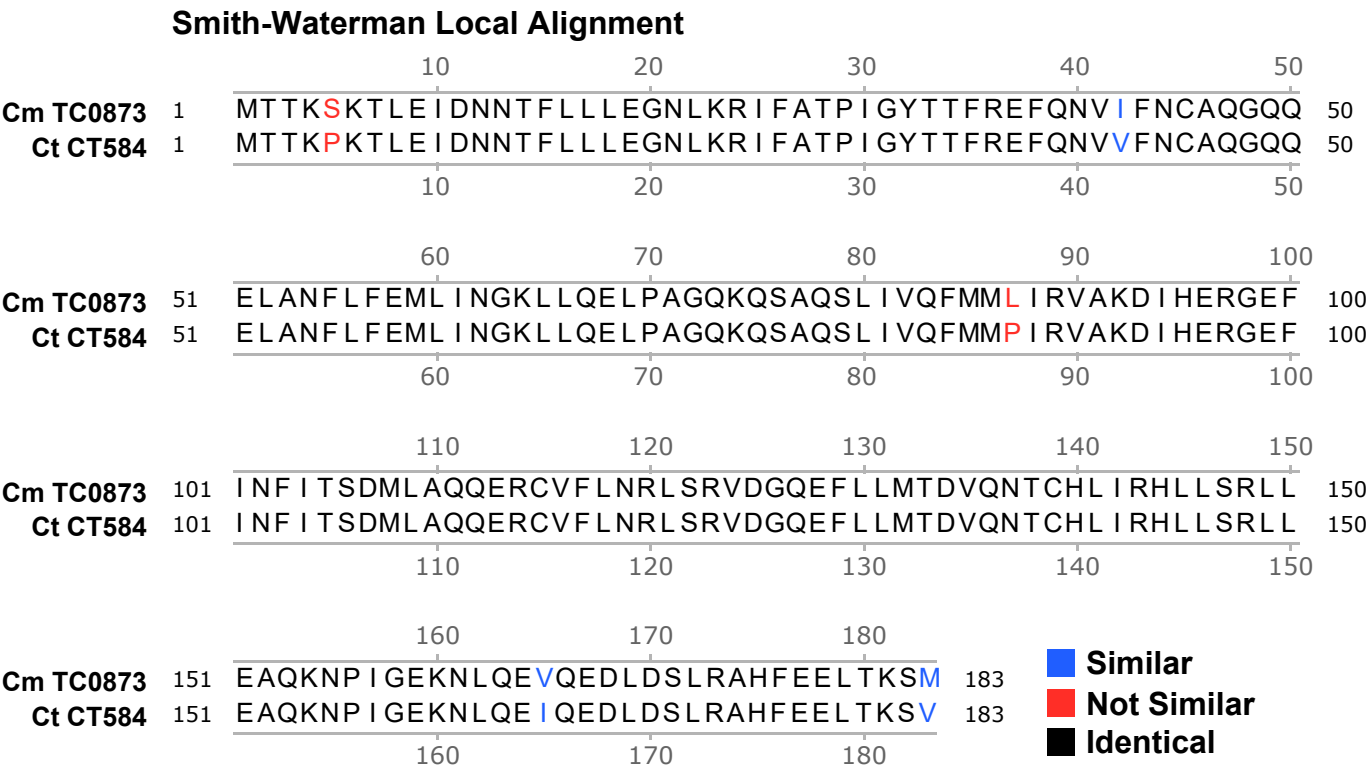 Smith-Waterman Local Alignment
10 20 30 40 50
Cm TC0873 1 MTTKSKTLEIDNNTFLLLEGNLKRIFATPIGYTTFREFQNVIFNCAQGQQ 50
Ct CT584 1 MTTKPKTLEIDNNTFLLLEGNLKRIFATPIGYTTFREFQNVVFNCAQGQQ 50
10 20 30 40 50
60 70 80 90 100
Cm TC0873 51 ELANFLFEMLINGKLLQELPAGQKQSAQSLIVQFMMLIRVAKDIHERGEF 100
Ct CT584 51 ELANFLFEMLINGKLLQELPAGQKQSAQSLIVQFMMPIRVAKDIHERGEF 100
60 70 80 90 100
110 120 130 140 150
Cm TC0873 101 INFITSDMLAQQERCVFLNRLSRVDGQEFLLMTDVQNTCHLIRHLLSRLL 150
Ct CT584 101 INFITSDMLAQQERCVFLNRLSRVDGQEFLLMTDVQNTCHLIRHLLSRLL 150
110 120 130 140 150
160 170 180
Cm TC0873 151 EAQKNPIGEKNLQEVQEDLDSLRAHFEELTKSM 183
Ct CT584 151 EAQKNPIGEKNLQEIQEDLDSLRAHFEELTKSV 183
160 170 180
Similar
Not Similar
Identical